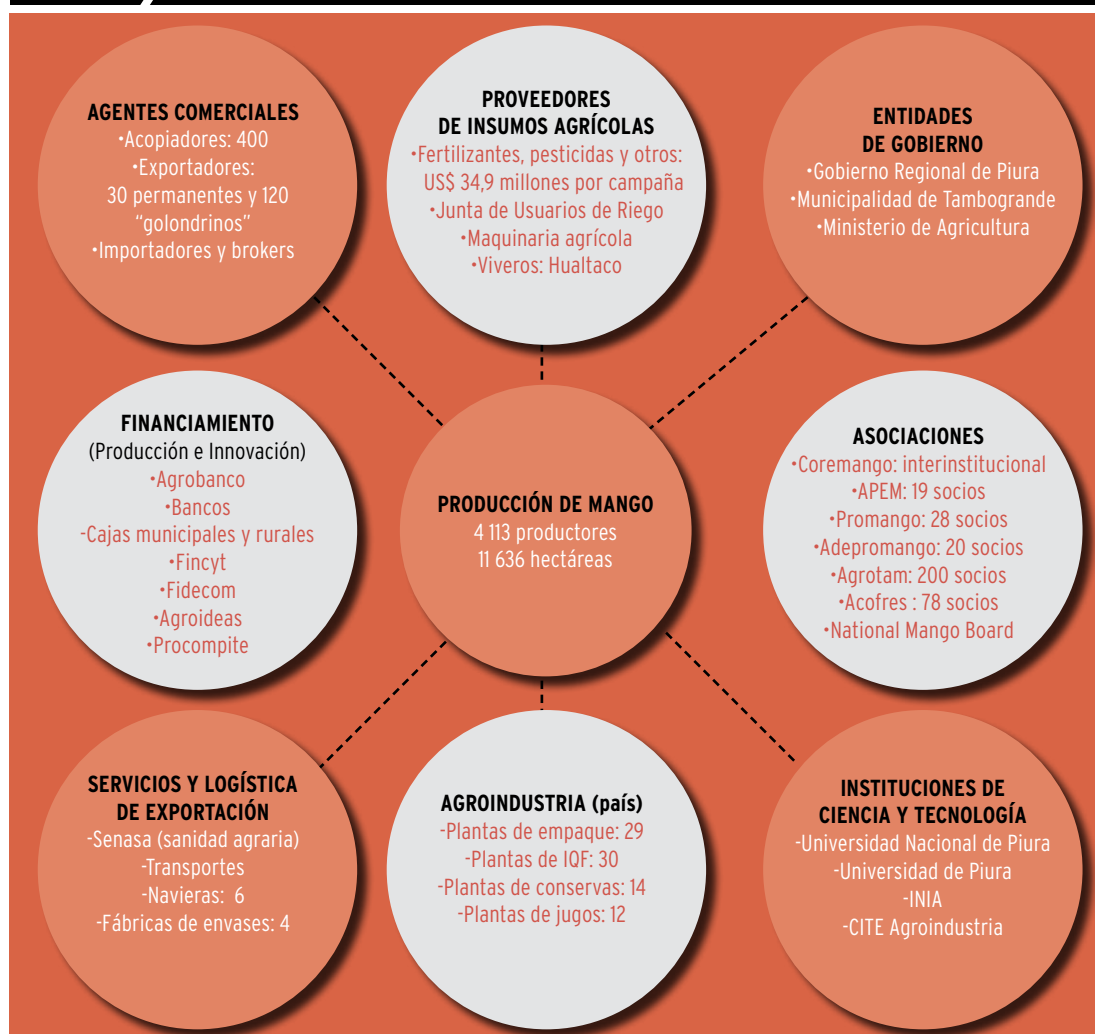 AGENTES COMERCIALES
•Acopiadores: 400
•Exportadores:
30 permanentes y 120
“golondrinos”
•Importadores y brokers
PROVEEDORES
DE INSUMOS AGRÍCOLAS
•Fertilizantes, pesticidas y otros:
US$ 34,9 millones por campaña
•Junta de Usuarios de Riego
•Maquinaria agrícola
•Viveros: Hualtaco
ENTIDADES
DE GOBIERNO
•Gobierno Regional de Piura
•Municipalidad de Tambogrande
•Ministerio de Agricultura
FINANCIAMIENTO
(Producción e Innovación)
•Agrobanco
•Bancos
-Cajas municipales y rurales
•Fincyt
•Fidecom
•Agroideas
•Procompite
PRODUCCIÓN DE MANGO
4 113 productores
11 636 hectáreas
ASOCIACIONES
•Coremango: interinstitucional
•APEM: 19 socios
•Promango: 28 socios
•Adepromango: 20 socios
•Agrotam: 200 socios
•Acofres : 78 socios
•National Mango Board
SERVICIOS Y LOGÍSTICA
DE EXPORTACIÓN
-Senasa (sanidad agraria)
-Transportes
-Navieras: 6
-Fábricas de envases: 4
AGROINDUSTRIA (país)
-Plantas de empaque: 29
-Plantas de IQF: 30
-Plantas de conservas: 14
-Plantas de jugos: 12
INSTITUCIONES DE
CIENCIA Y TECNOLOGÍA
-Universidad Nacional de Piura
-Universidad de Piura
-INIA
-CITE Agroindustria